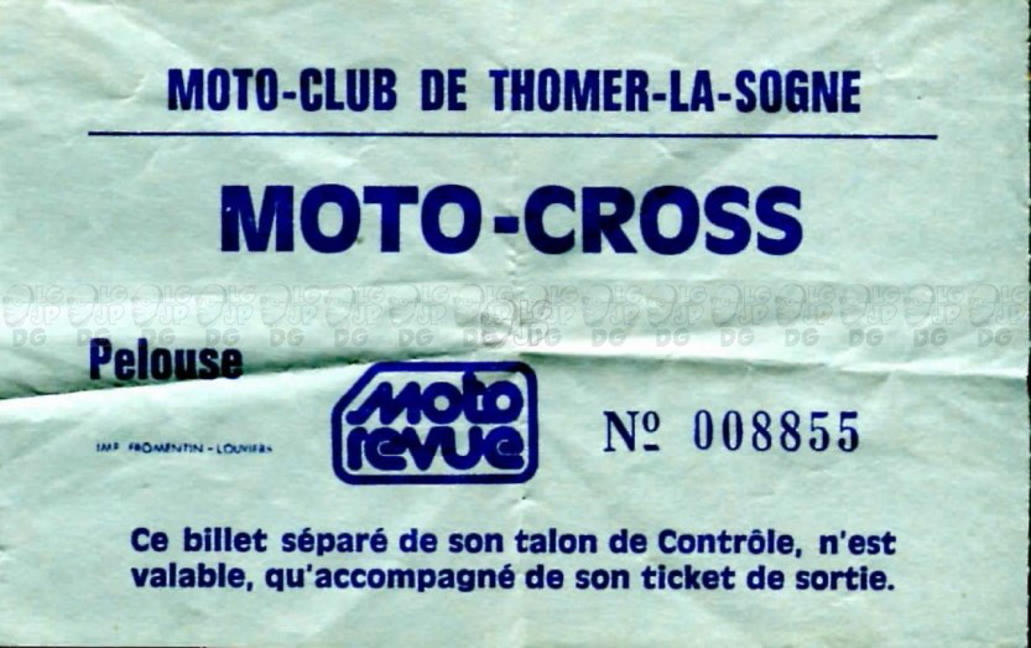 MOTO-CLUB DE THOMER-LA-SOGNE
MOTO-CROSS
Pelouse
Moto
revue
Nº 008855
IMP. FROMENTIN - LOUVIERS
Ce billet séparé de son talon de Contrôle, n'est
valable, qu'accompagné de son ticket de sortie.